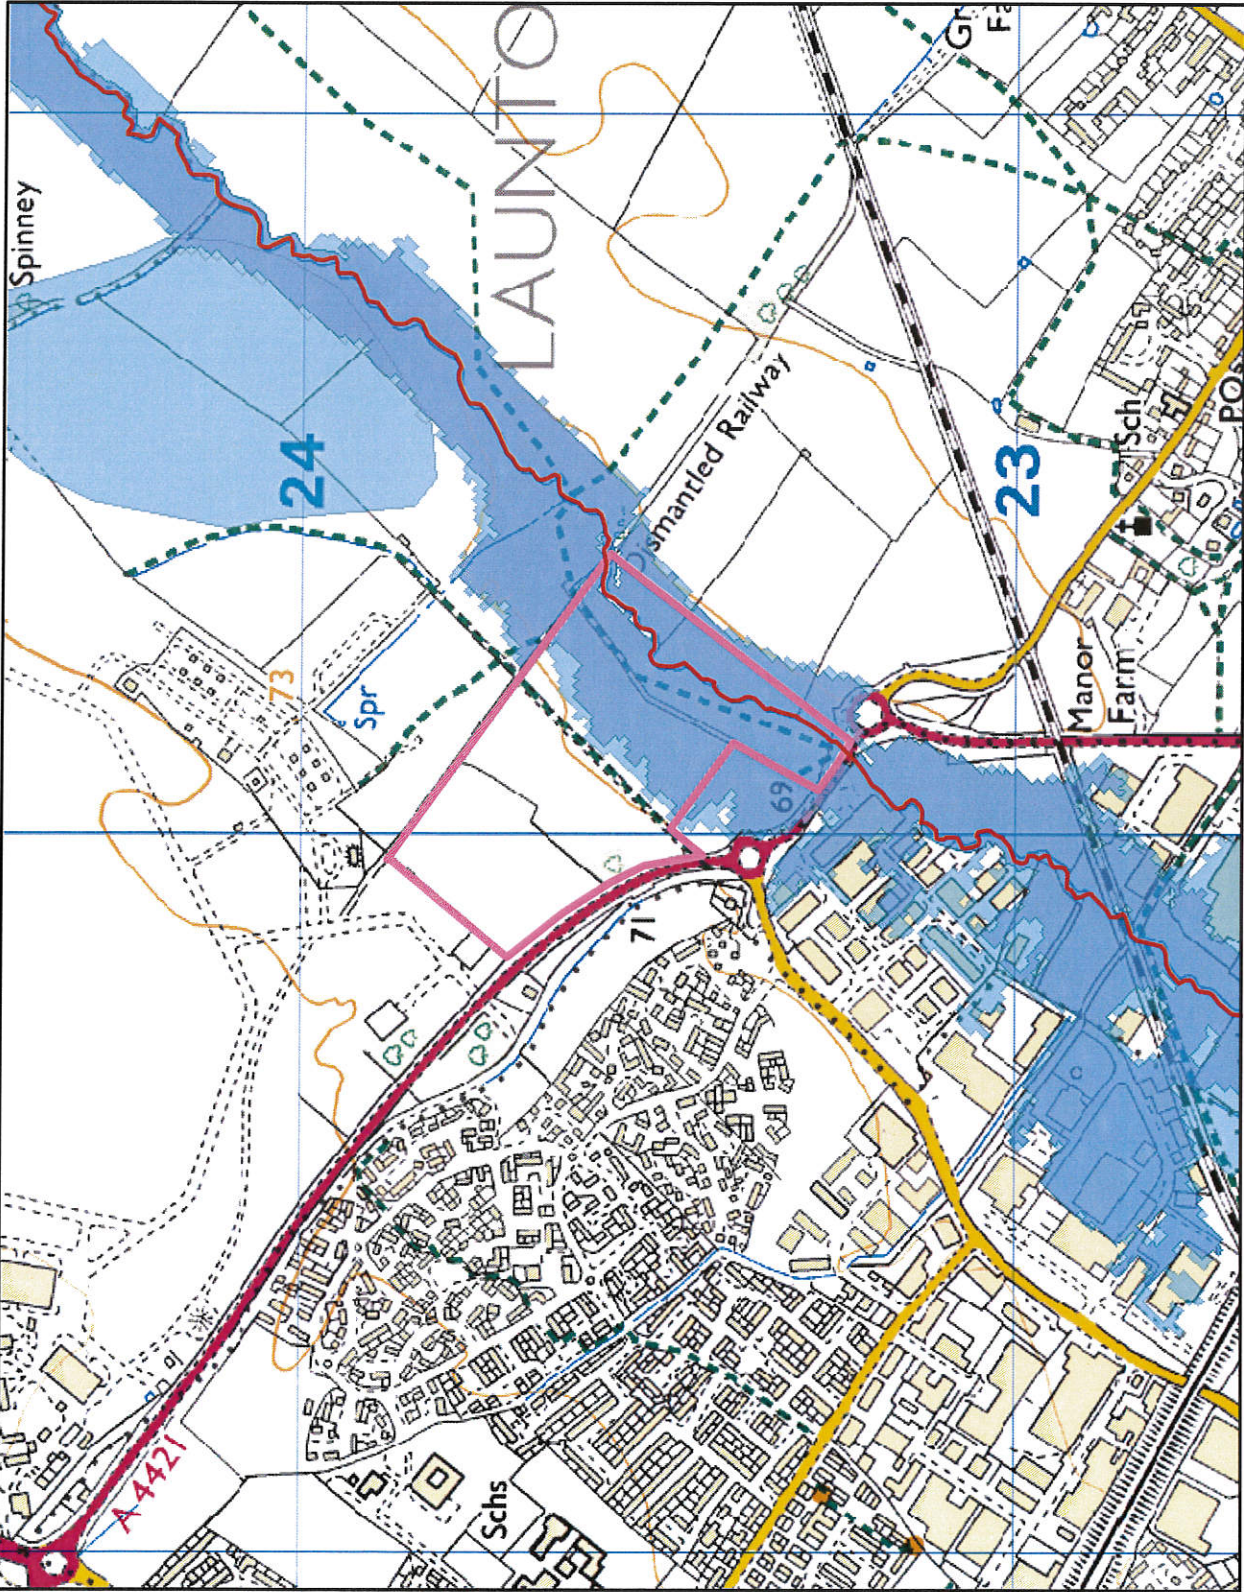 Spinney
LAUNTO
Gr
Fa
24
73
Spr
Dismantled Railway
23
Sch
PO
Manor
Farm
69
71
A 4421
Schs